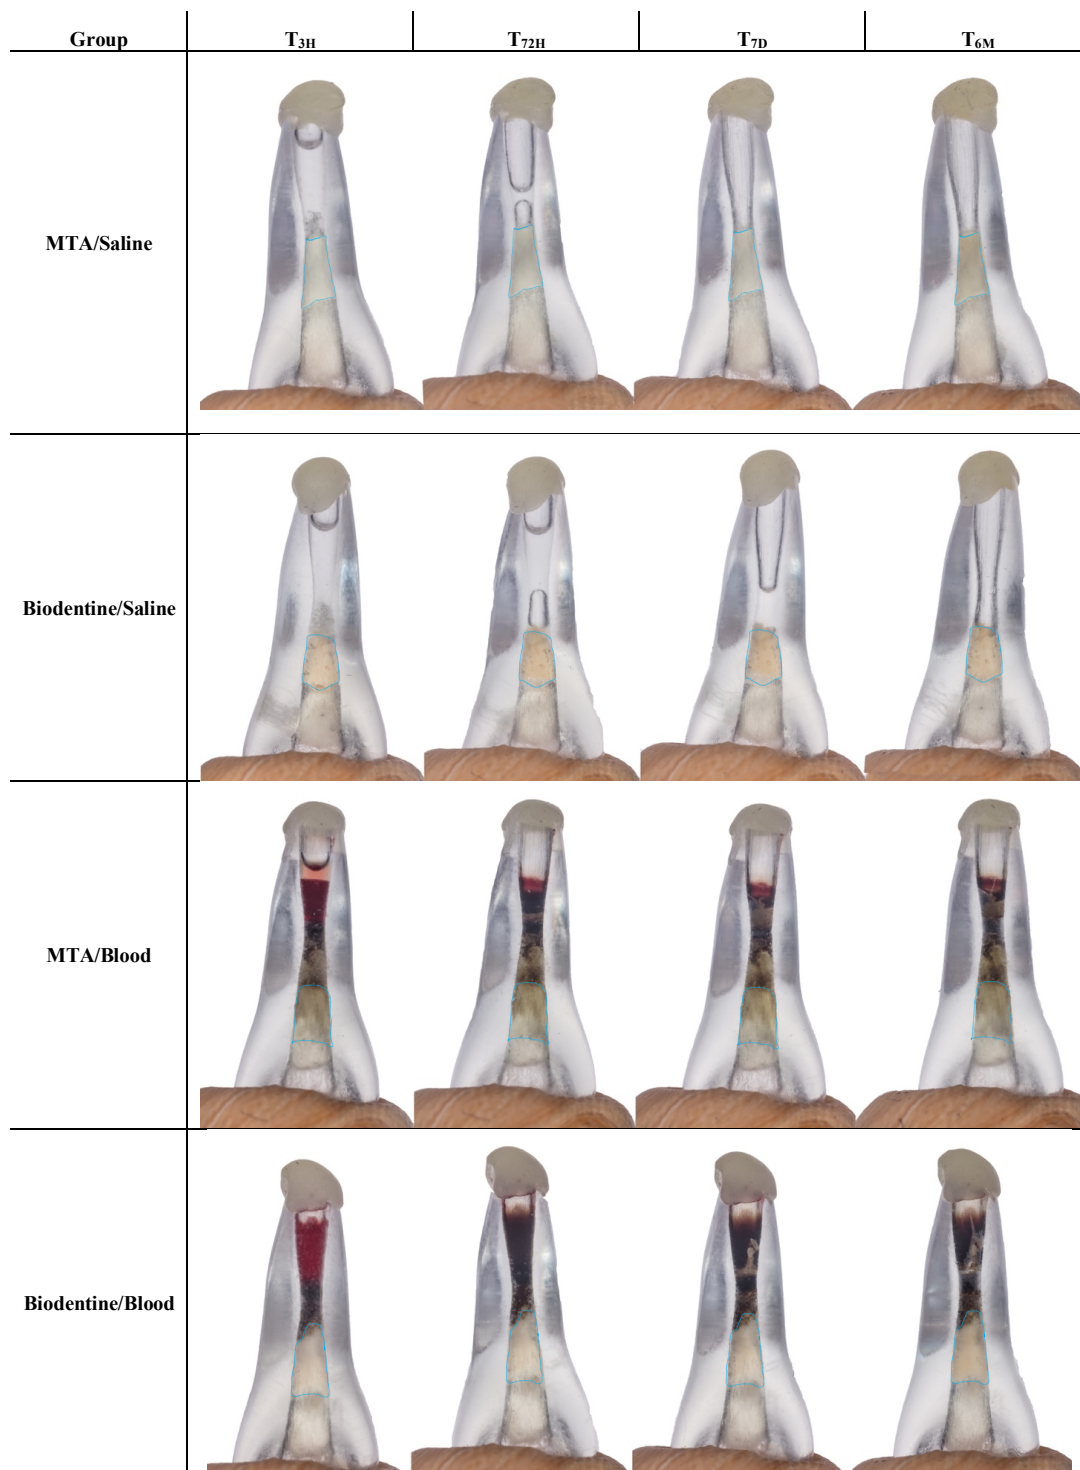 Group T3H T72H T7D T6M
MTA/Saline
Biodentine/Saline
MTA/Blood
Biodentine/Blood